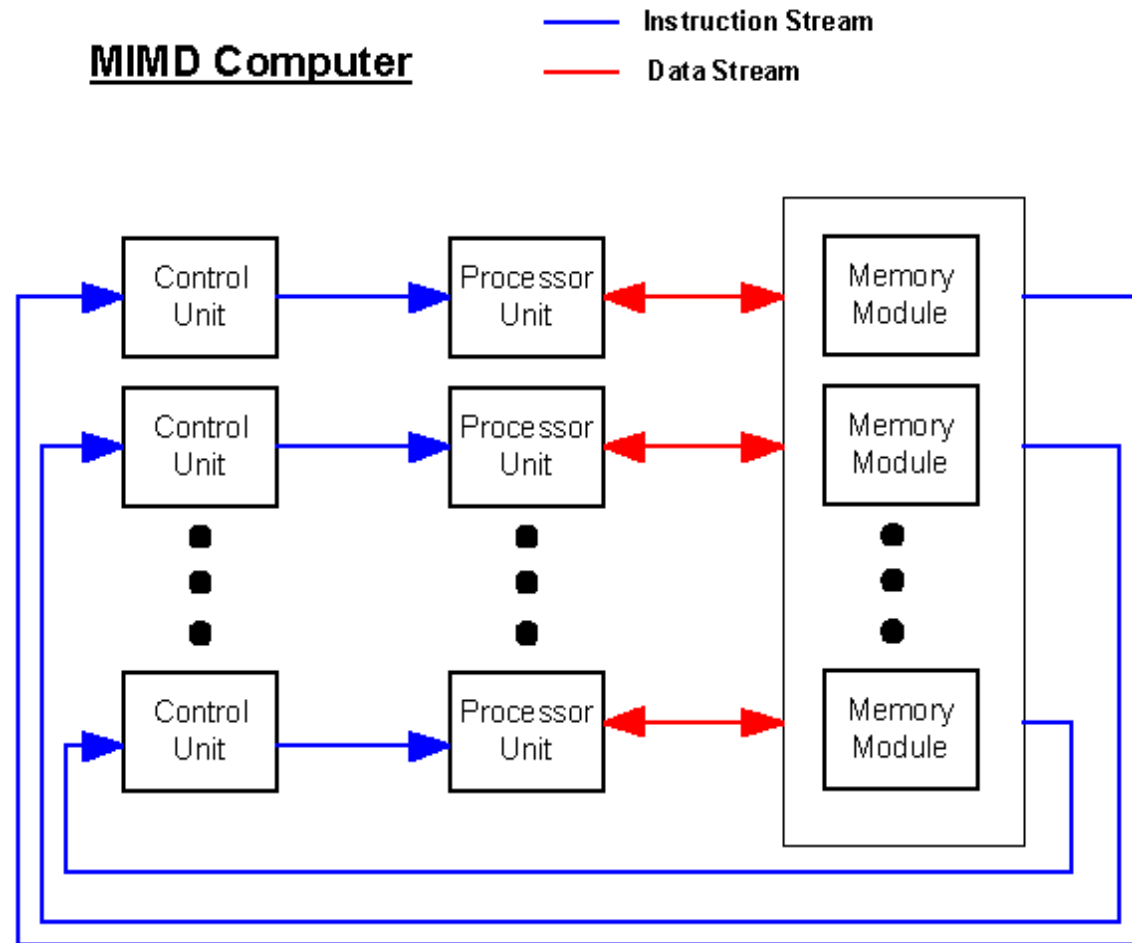 Instruction Stream
MIMD Computer
Data Stream
Control
Unit
Processor
Unit
Memory
Module
Control
Unit
Processor
Unit
Memory
Module
Control
Unit
Processor
Unit
Memory
Module